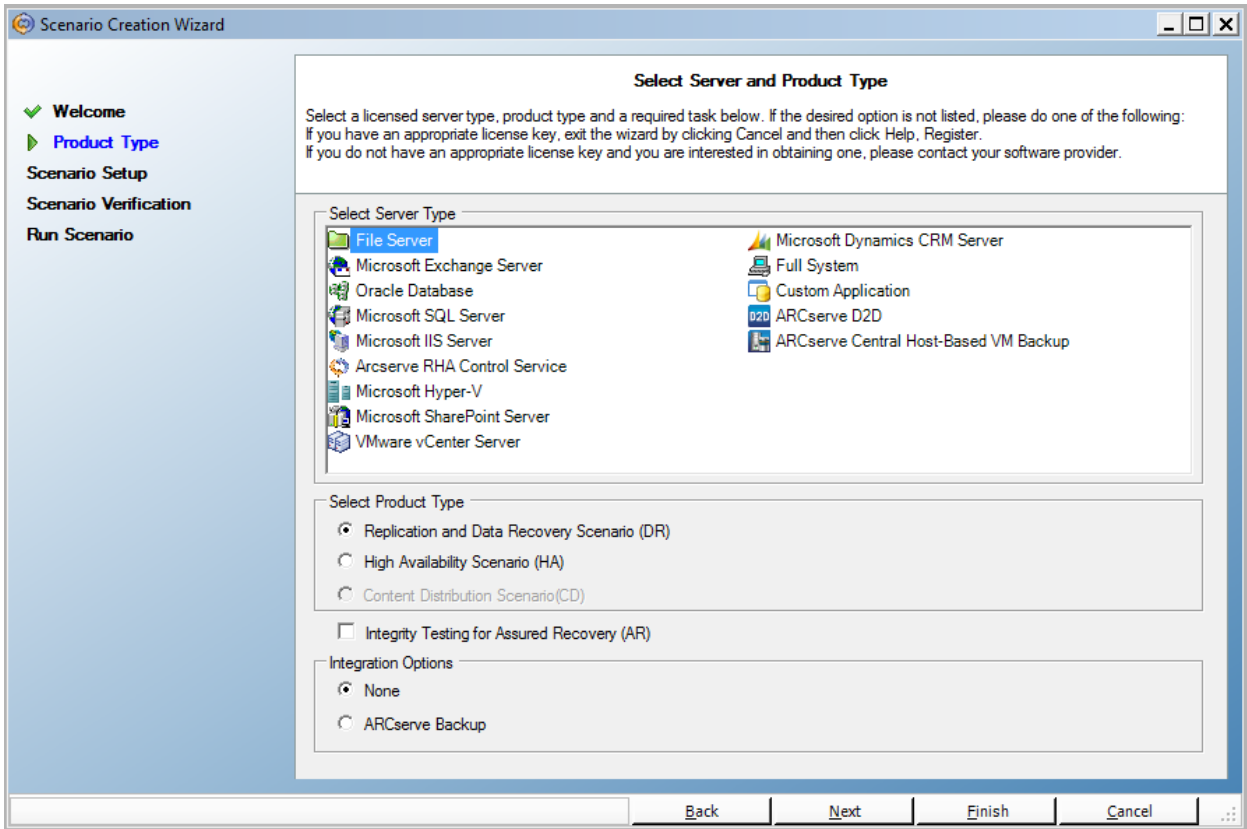 Scenario Creation Wizard
Welcome
Product Type
Scenario Setup
Scenario Verification
Run Scenario
Select Server and Product Type
Select a licensed server type, product type and a required task below. If the desired option is not listed, please do one of the following:
If you have an appropriate license key, exit the wizard by clicking Cancel and then click Help, Register.
If you do not have an appropriate license key and you are interested in obtaining one, please contact your software provider.
Select Server Type
File Server
Microsoft Exchange Server
Oracle Database
Microsoft SQL Server
Microsoft IIS Server
Arcserve RHA Control Service
Microsoft Hyper-V
Microsoft SharePoint Server
VMware vCenter Server
Microsoft Dynamics CRM Server
Full System
Custom Application
D2D ARCserve D2D
ARCserve Central Host-Based VM Backup
Select Product Type
Replication and Data Recovery Scenario (DR)
High Availability Scenario (HA)
Content Distribution Scenario(CD)
Integrity Testing for Assured Recovery (AR)
Integration Options
None
ARCserve Backup
Back
Next
Finish
Cancel